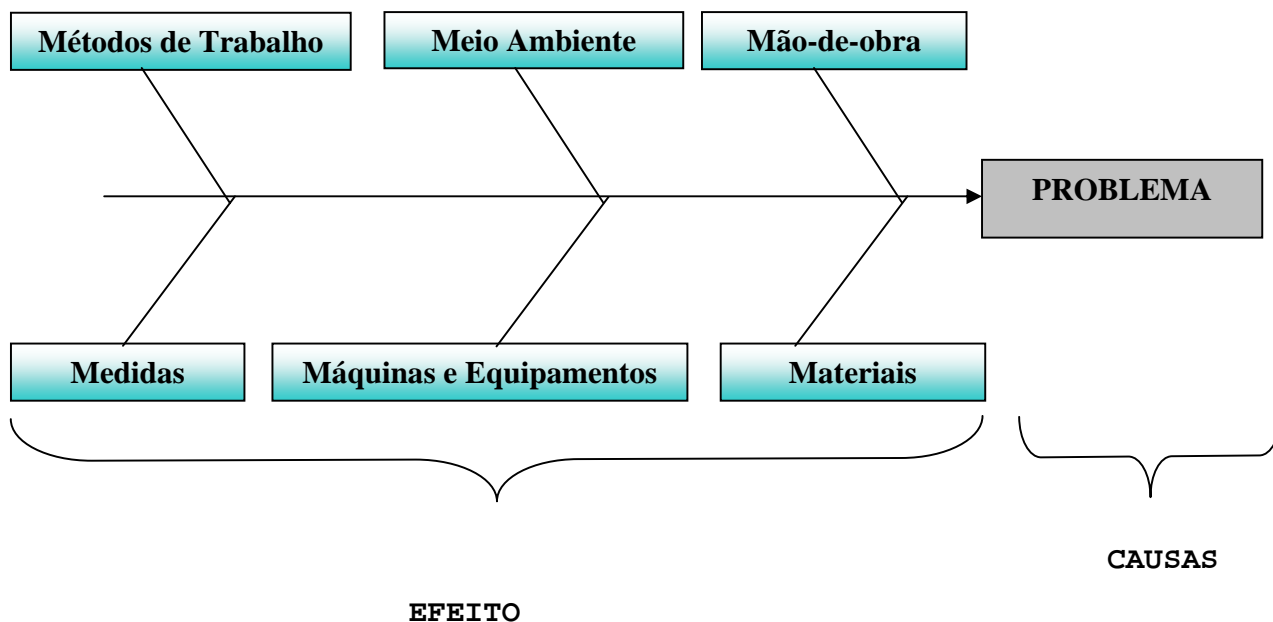 Métodos de Trabalho
Meio Ambiente
Mão-de-obra
PROBLEMA
Medidas
Máquinas e Equipamentos
Materiais
CAUSAS
EFEITO